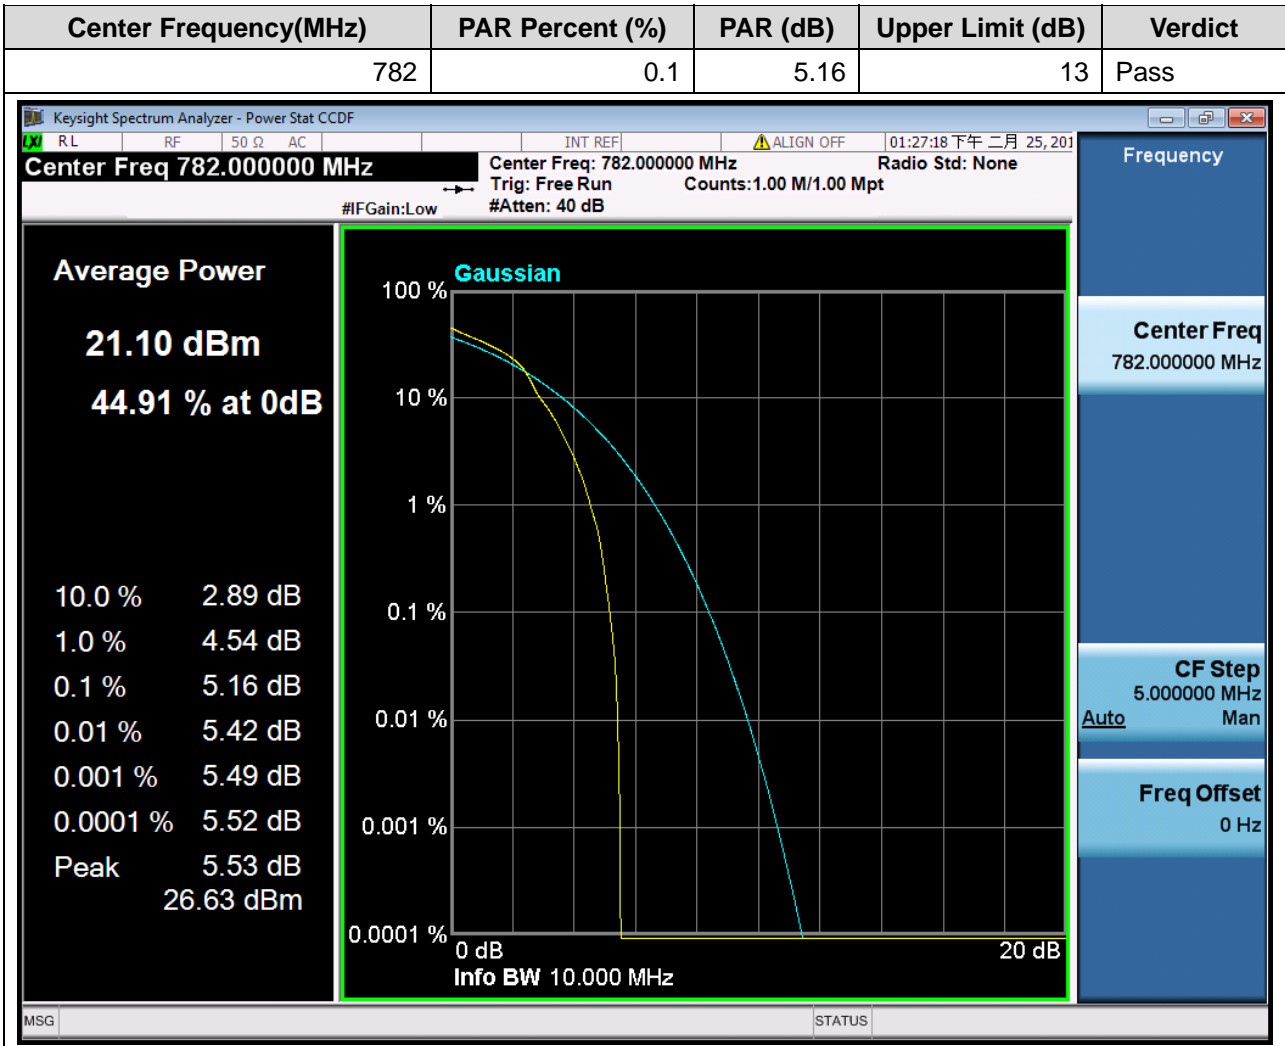 Center Frequency(MHz) PAR Percent (%) PAR (dB) Upper Limit (dB) Verdict
782 0.1 5.16 13 Pass
Keysight Spectrum Analyzer - Power Stat CCDF
LXI RL RF 50 Ω AC INT REF ALIGN OFF 01:27:18 下午 二月 25, 201
Center Freq 782.000000 MHz
Center Freq: 782.000000 MHz Radio Std: None
Trig: Free Run Counts:1.00 M/1.00 Mpt
#IFGain:Low #Atten: 40 dB
Average Power
21.10 dBm
44.91 % at 0dB
10.0 % 2.89 dB
1.0 % 4.54 dB
0.1 % 5.16 dB
0.01 % 5.42 dB
0.001 % 5.49 dB
0.0001 % 5.52 dB
Peak 5.53 dB
26.63 dBm
Gaussian
100 %
10 %
1 %
0.1 %
0.01 %
0.001 %
0.0001 %
0 dB 20 dB
Info BW 10.000 MHz
Frequency
Center Freq
782.000000 MHz
CF Step
5.000000 MHz
Auto Man
Freq Offset
0 Hz
MSG STATUS